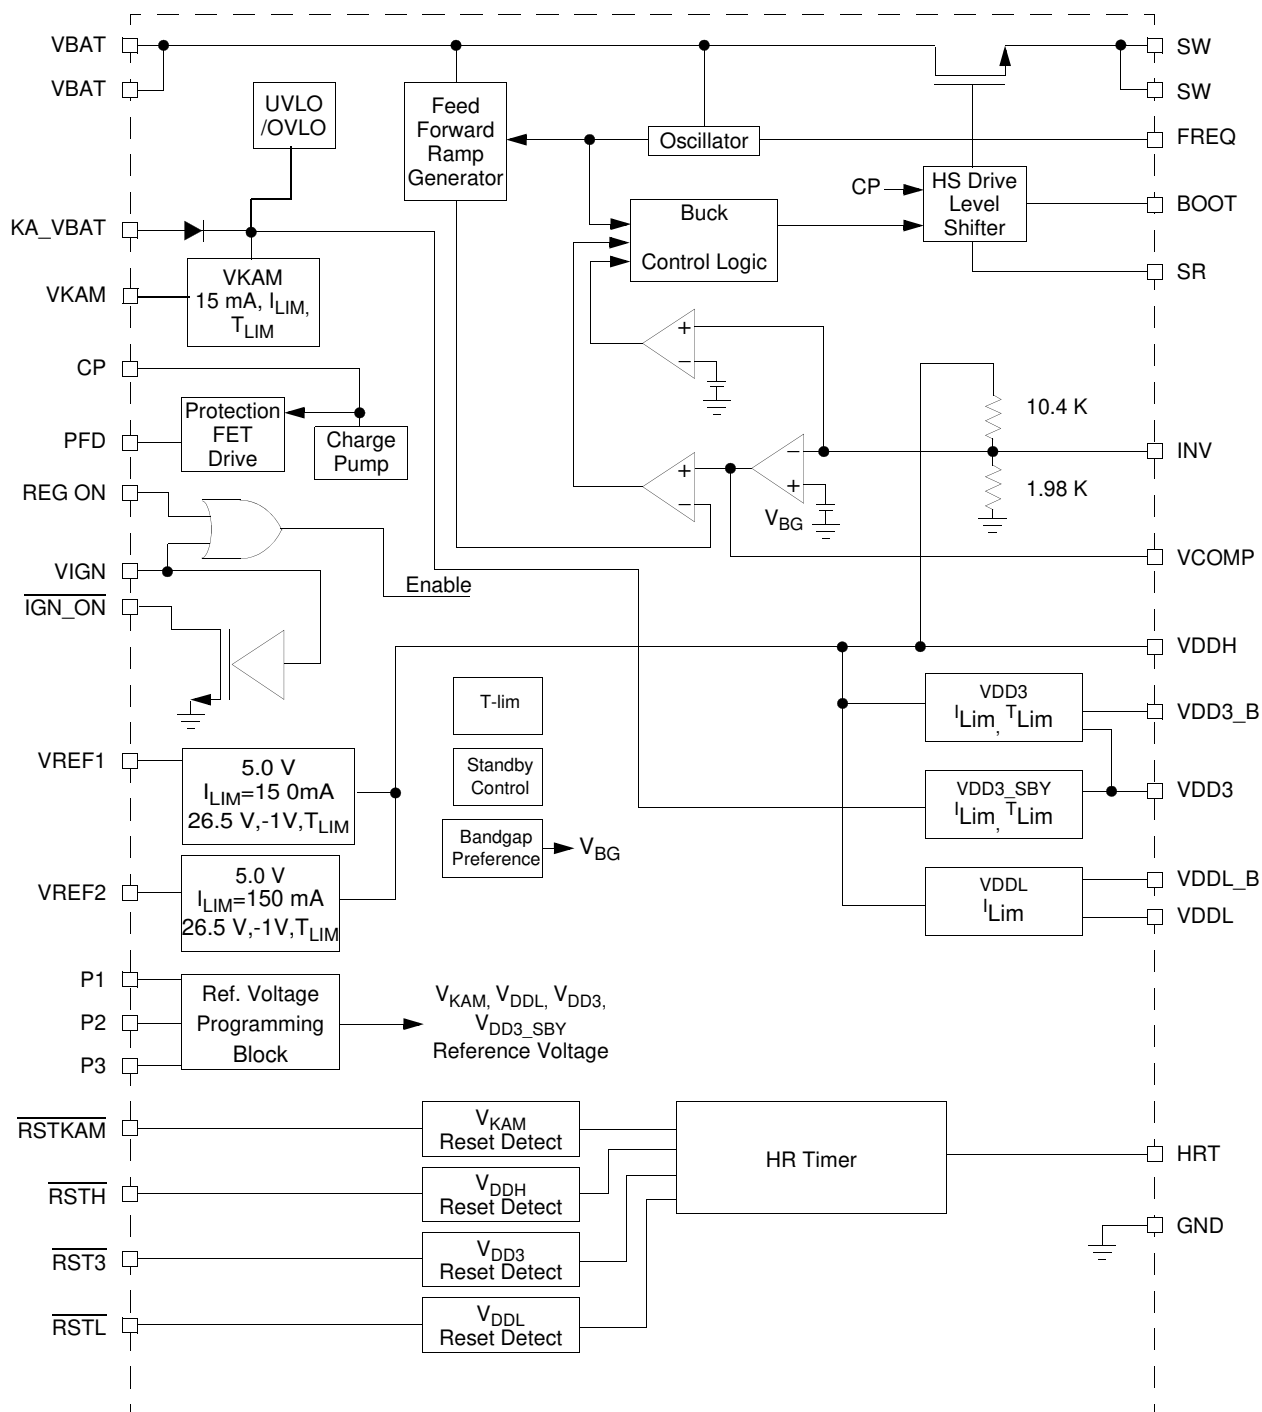 VBAT
SW
VBAT
SW
UVLO
/OVLO
Feed
Forward
Ramp
Generator
Oscillator
FREQ
CP
HS Drive
Level
Shifter
BOOT
Buck
Control Logic
KA_VBAT
SR
VKAM
VKAM
15 mA, ILIM,
TLIM
+
−
CP
10.4 K
Protection
FET
Drive
PFD
Charge
Pump
INV
+
−
−
+
VBG
1.98 K
REG ON
VCOMP
VIGN
Enable
IGN_ON
VDDH
T-lim
VDD3
ILim, TLim
VDD3_B
VREF1
5.0 V
ILIM=15 0mA
26.5 V,-1V,TLIM
Standby
Control
VDD3_SBY
ILim, TLim
VDD3
Bandgap
Preference
VBG
VREF2
5.0 V
ILIM=150 mA
26.5 V,-1V,TLIM
VDDL
ILim
VDDL_B
VDDL
P1
P2
P3
Ref. Voltage
Programming
Block
VKAM, VDDL, VDD3,
VDD3_SBY
Reference Voltage
RSTKAM
VKAM
Reset Detect
HR Timer
HRT
RSTH
VDDH
Reset Detect
GND
RST3
VDD3
Reset Detect
RSTL
VDDL
Reset Detect